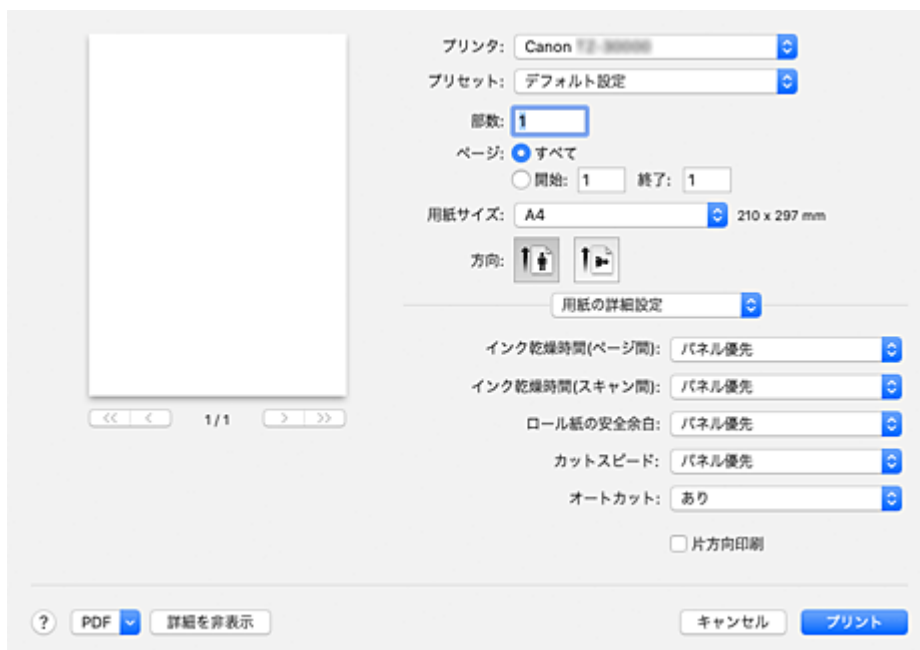 プリンタ: Canon
プリセット: デフォルト設定
部数: 1
ページ: すべて
開始: 1 終了: 1
用紙サイズ: A4 210 x 297 mm
方向:
用紙の詳細設定
インク乾燥時間(ページ間): パネル優先
インク乾燥時間(スキャン間): パネル優先
ロール紙の安全余白: パネル優先
カットスピード: パネル優先
オートカット: あり
片方向印刷
<< < 1/1 > >>
? PDF 詳細を非表示 キャンセル プリント